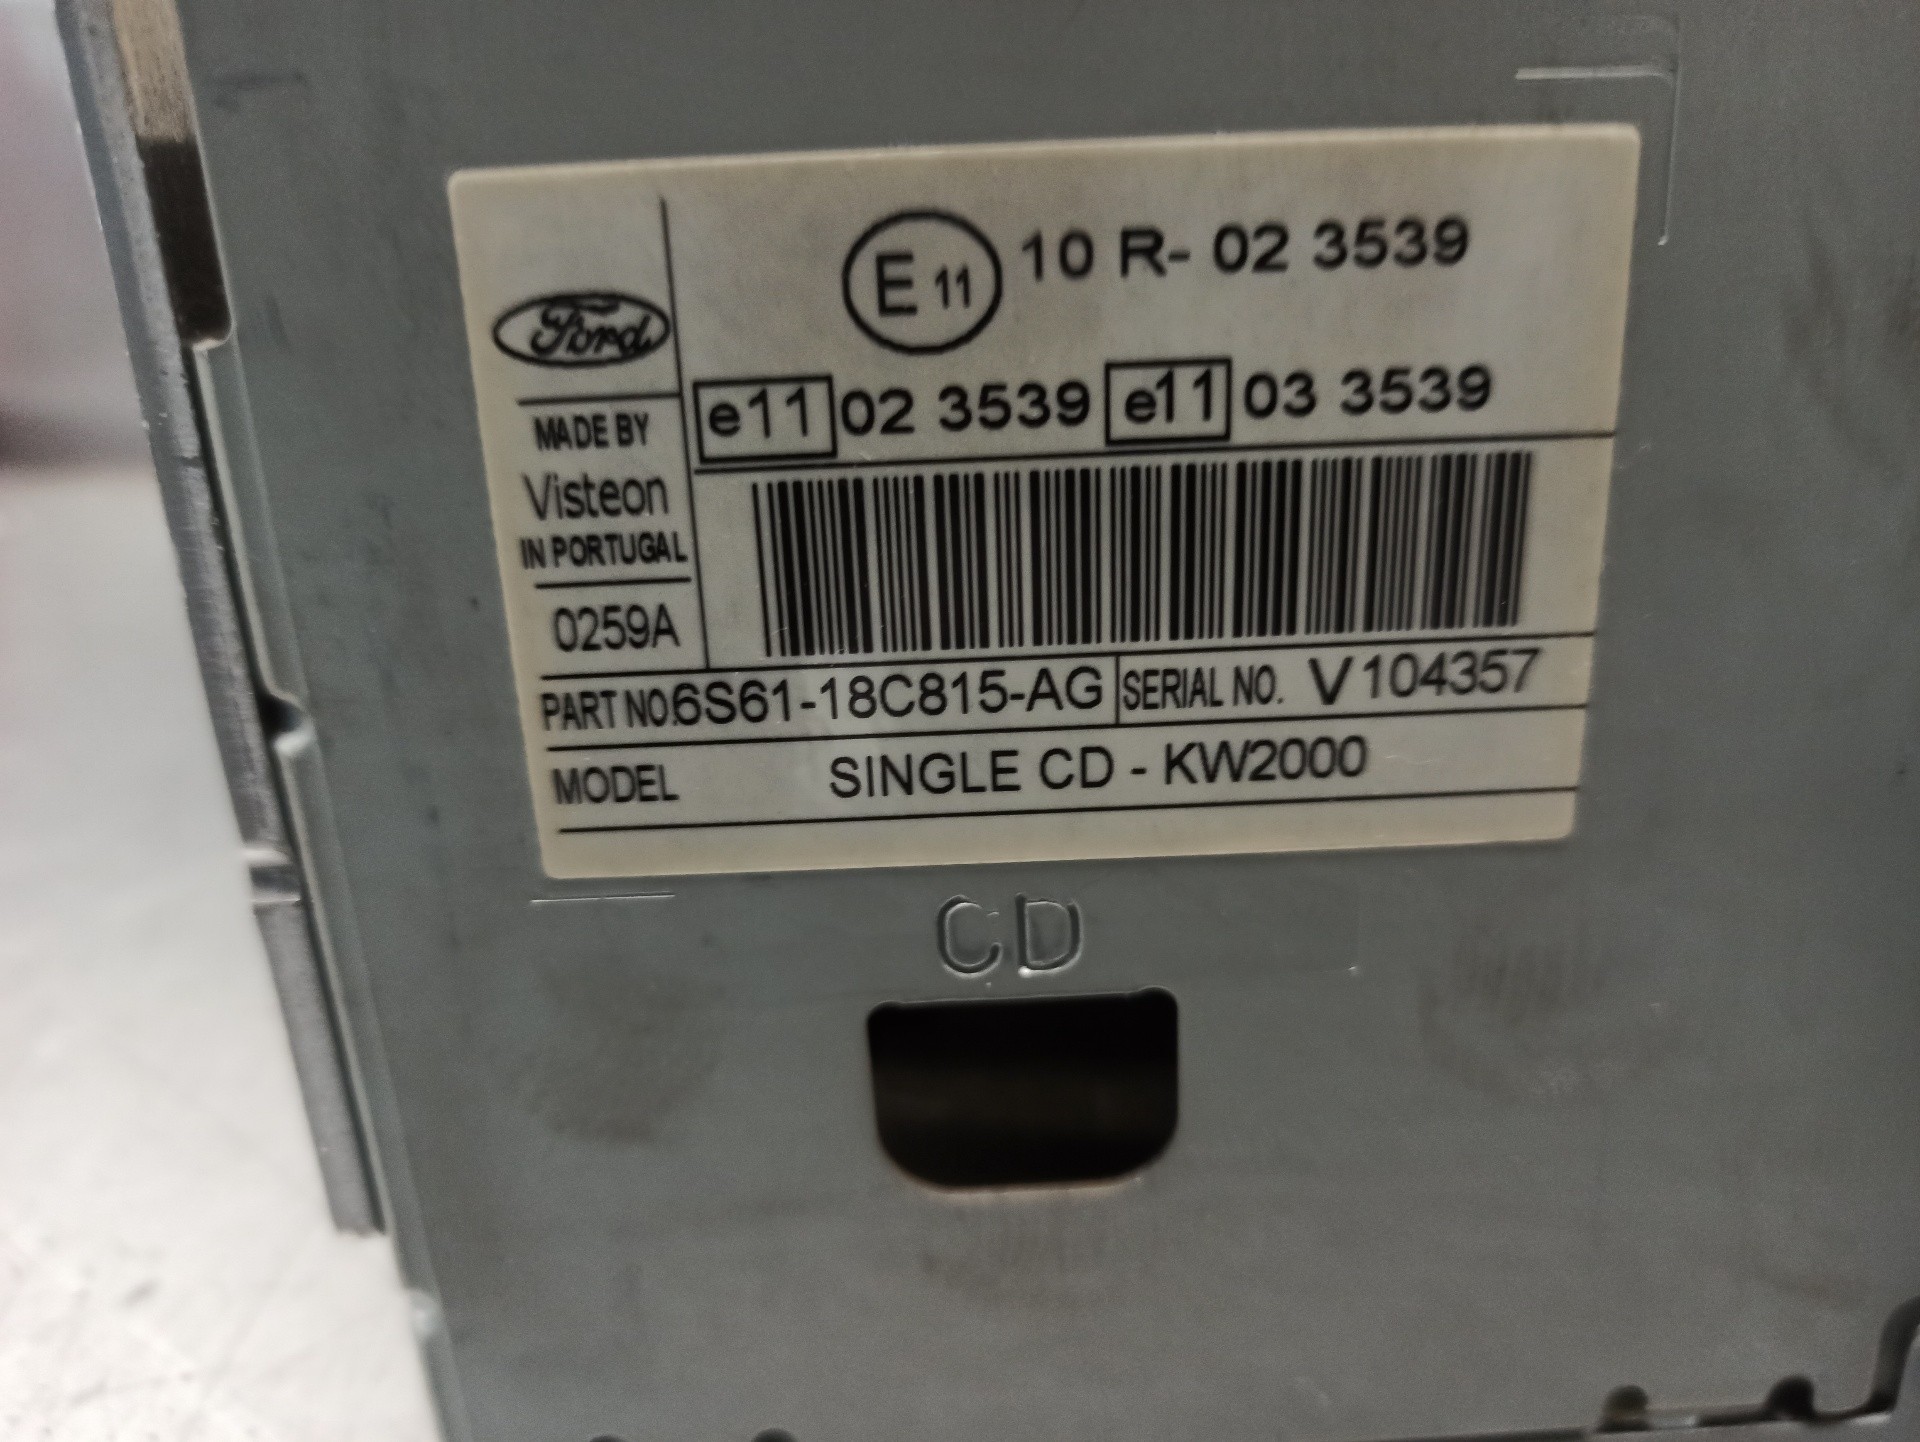 E 11 10 R- 02 3539
Ford
e11 02 3539 e11 03 3539
MADE BY
Visteon
IN PORTUGAL
0259A
PART NO. 6S61-18C815-AG SERIAL NO. V104357
MODEL SINGLE CD - KW2000
CD